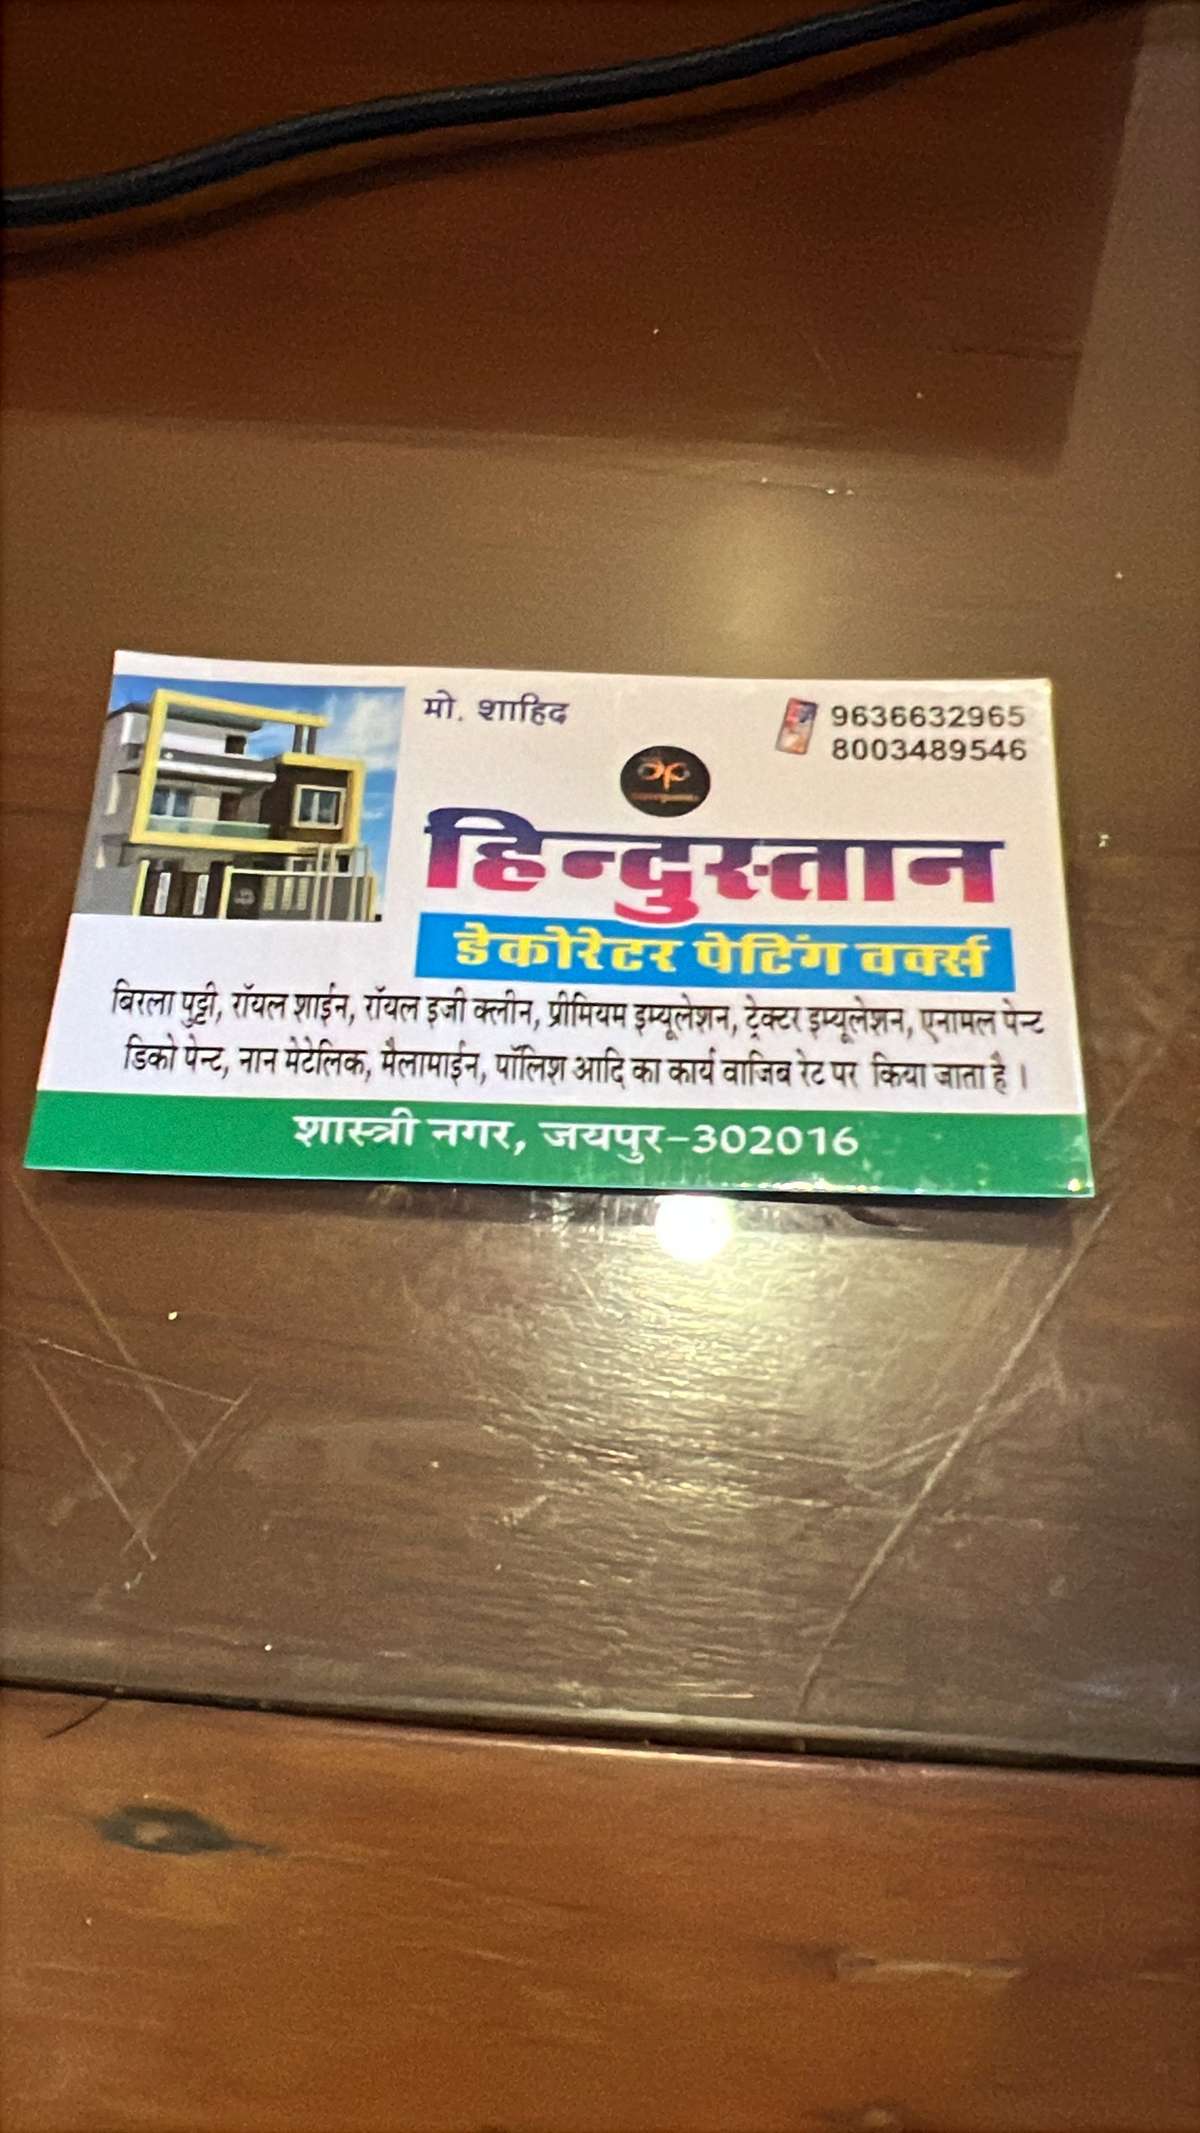 मो. शाहिद
9636632965
8003489546
हिन्दुस्तान
डेकोरेटर पेटिंग वर्क्स
बिरला पुट्टी, रॉयल शाईन, रॉयल इजी क्लीन, प्रीमियम इम्यूलेशन, ट्रेक्टर इम्यूलेशन, एनामल पेन्ट
डिको पेन्ट, नान मेटेलिक, मैलामाईन, पॉलिश आदि का कार्य वाजिब रेट पर किया जाता है ।
शास्त्री नगर, जयपुर-302016